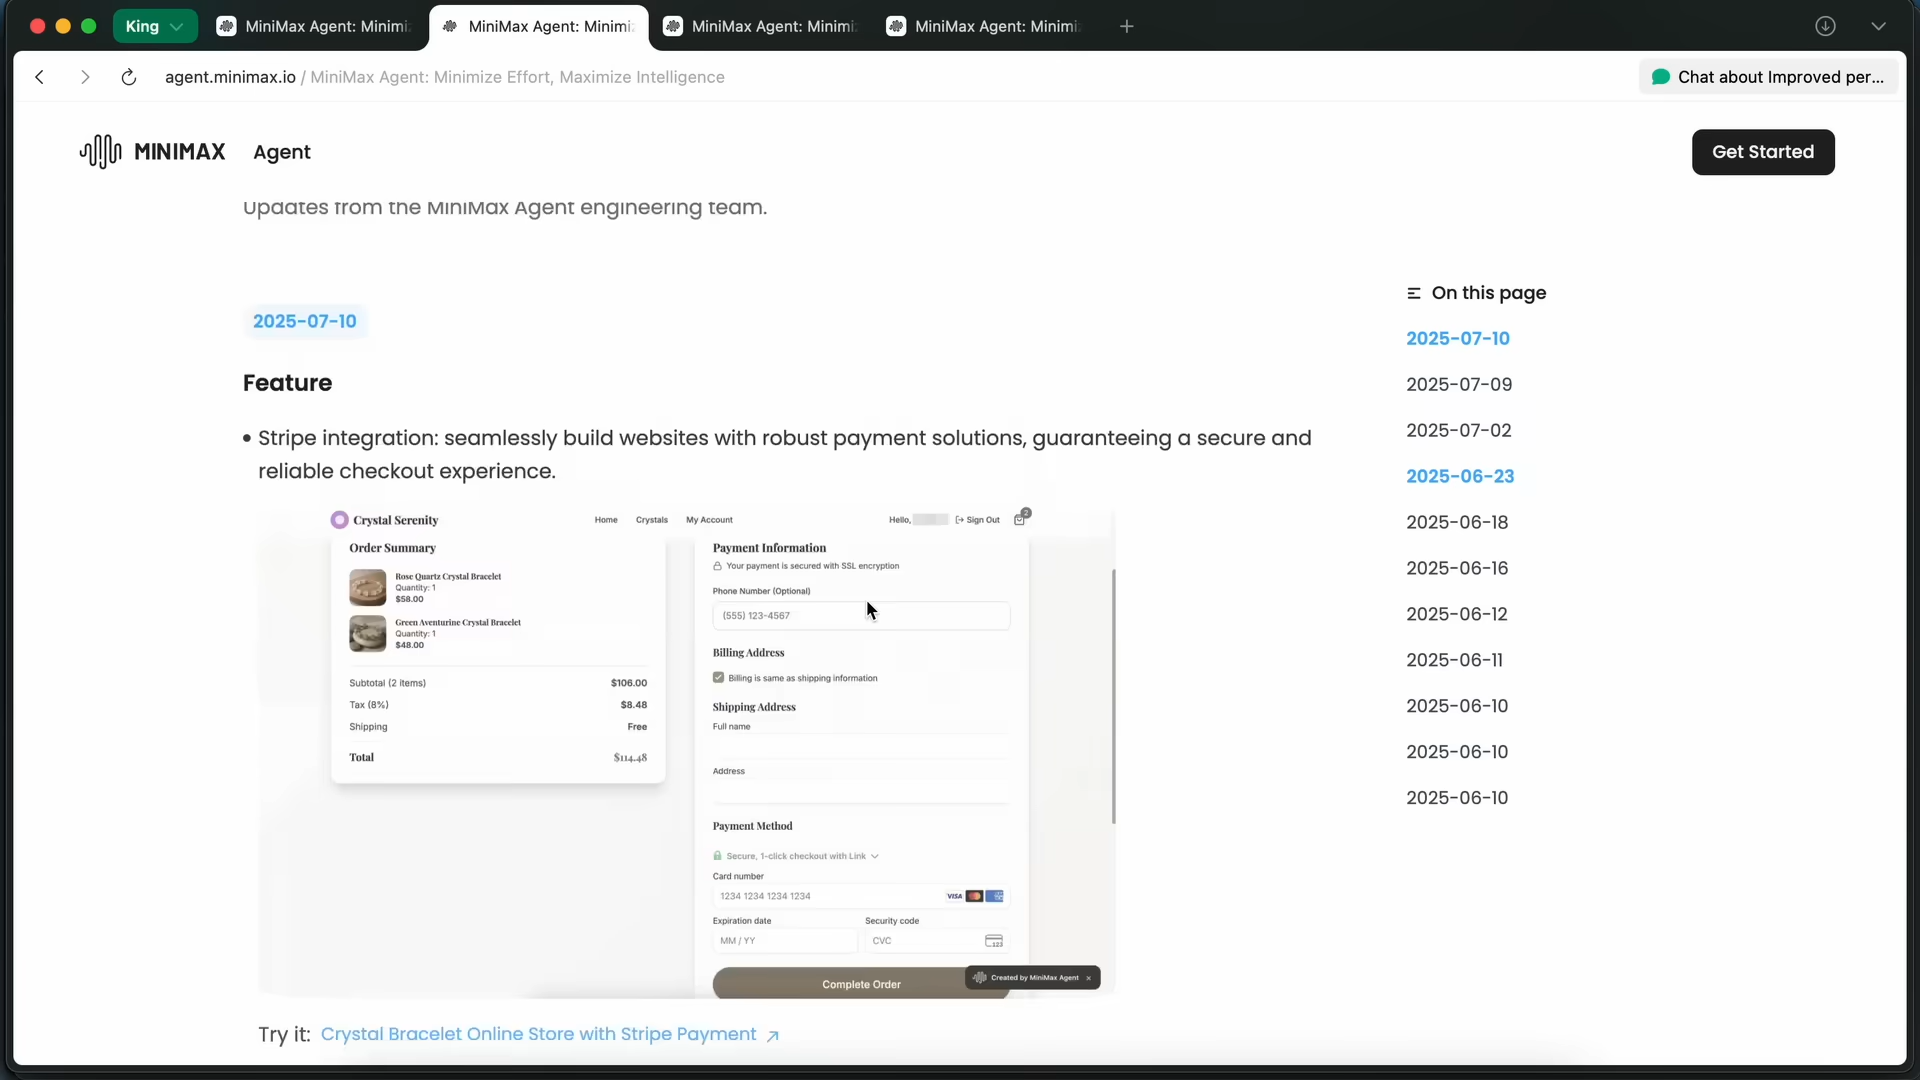 King
MiniMax Agent: Minimi
MiniMax Agent: Minimi
MiniMax Agent: Minimi
MiniMax Agent: Minimi
agent.minimax.io / MiniMax Agent: Minimize Effort, Maximize Intelligence
Chat about Improved per...
MINIMAX
Agent
Get Started
Updates from the MiniMax Agent engineering team.
2025-07-10
Feature
• Stripe integration: seamlessly build websites with robust payment solutions, guaranteeing a secure and
reliable checkout experience.
Crystal Serenity
Home
Crystals
My Account
Hello,
Sign Out
2
Order Summary
Rose Quartz Crystal Bracelet
Quantity: 1
$58.00
Green Aventurine Crystal Bracelet
Quantity: 1
$48.00
Subtotal (2 items) $106.00
Tax (8%) $8.48
Shipping Free
Total $114.48
Payment Information
Your payment is secured with SSL encryption
Phone Number (Optional)
(555) 123-4567
Billing Address
Billing is same as shipping information
Shipping Address
Full name
Address
Payment Method
Secure, 1-click checkout with Link
Card number
1234 1234 1234 1234
VISA
Expiration date
Security code
MM / YY
CVC
Complete Order
Created by MiniMax Agent ×
Try it: Crystal Bracelet Online Store with Stripe Payment
On this page
2025-07-10
2025-07-09
2025-07-02
2025-06-23
2025-06-18
2025-06-16
2025-06-12
2025-06-11
2025-06-10
2025-06-10
2025-06-10